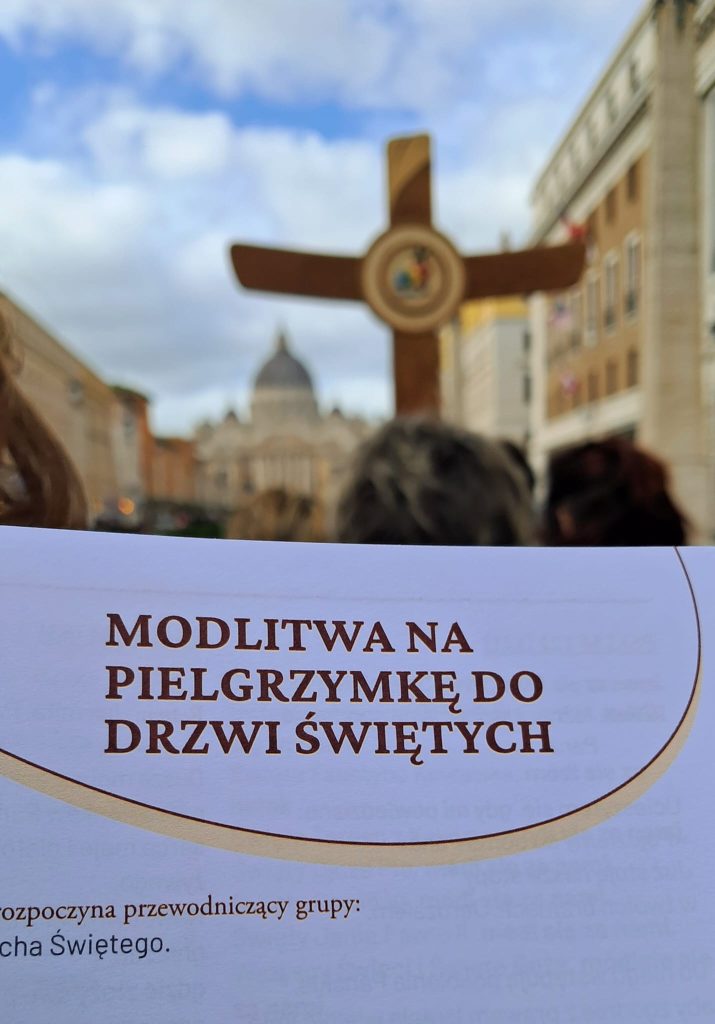 MODLITWA NA
PIELGRZYMKĘ DO
DRZWI ŚWIĘTYCH
rozpoczyna przewodniczący grupy:
cha Świętego.